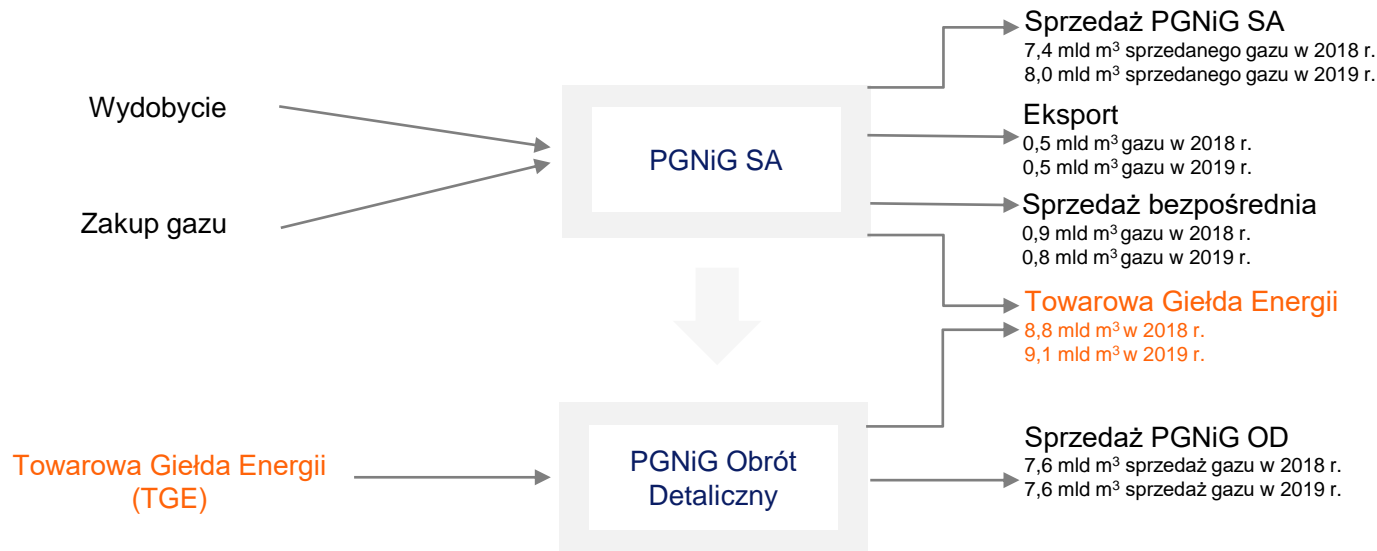 Wydobycie
Zakup gazu
PGNiG SA
Sprzedaż PGNiG SA
7,4 mld m³ sprzedanego gazu w 2018 r.
8,0 mld m³ sprzedanego gazu w 2019 r.
Eksport
0,5 mld m³ gazu w 2018 r.
0,5 mld m³ gazu w 2019 r.
Sprzedaż bezpośrednia
0,9 mld m³ gazu w 2018 r.
0,8 mld m³ gazu w 2019 r.
Towarowa Giełda Energii
8,8 mld m³ w 2018 r.
9,1 mld m³ w 2019 r.
Towarowa Giełda Energii
(TGE)
PGNiG Obrót
Detaliczny
Sprzedaż PGNiG OD
7,6 mld m³ sprzedaż gazu w 2018 r.
7,6 mld m³ sprzedaż gazu w 2019 r.